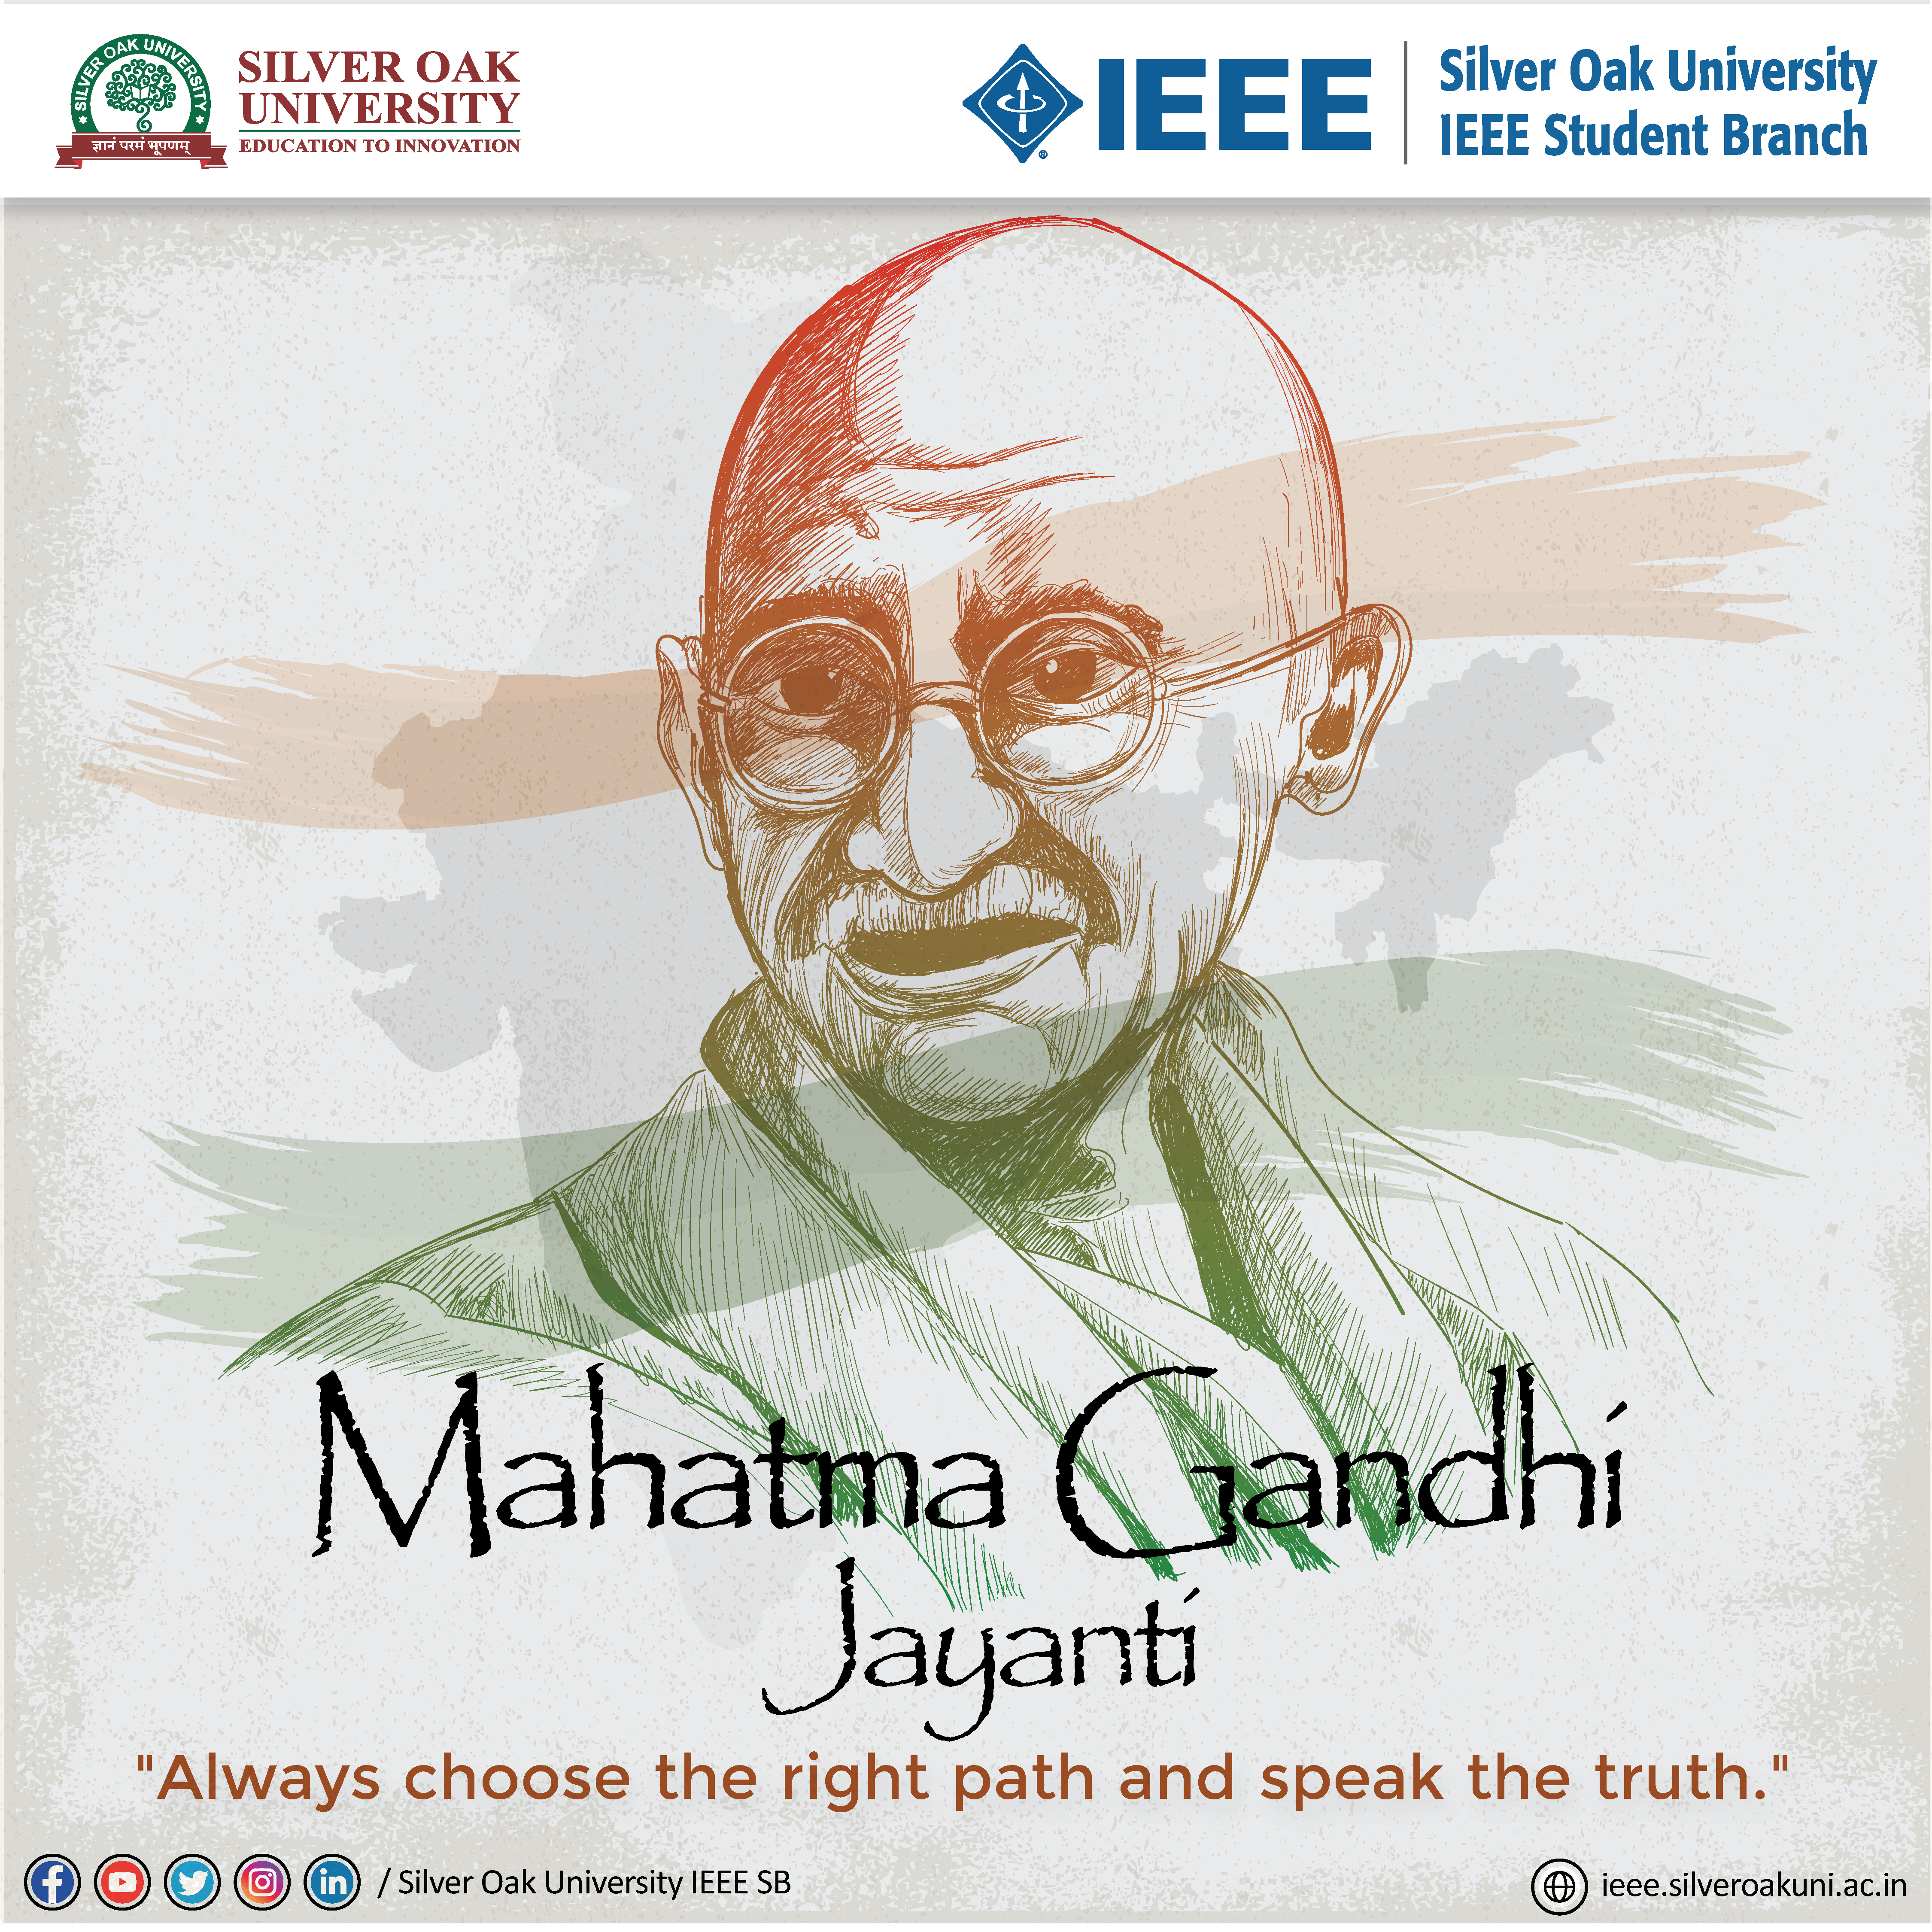 SILVER OAK UNIVERSITY
ज्ञानं परमं भूषणम्
SILVER OAK
UNIVERSITY
EDUCATION TO INNOVATION
IEEE
Silver Oak University
IEEE Student Branch
Mahatma Gandhi
Jayanti
"Always choose the right path and speak the truth."
/ Silver Oak University IEEE SB
ieee.silveroakuni.ac.in